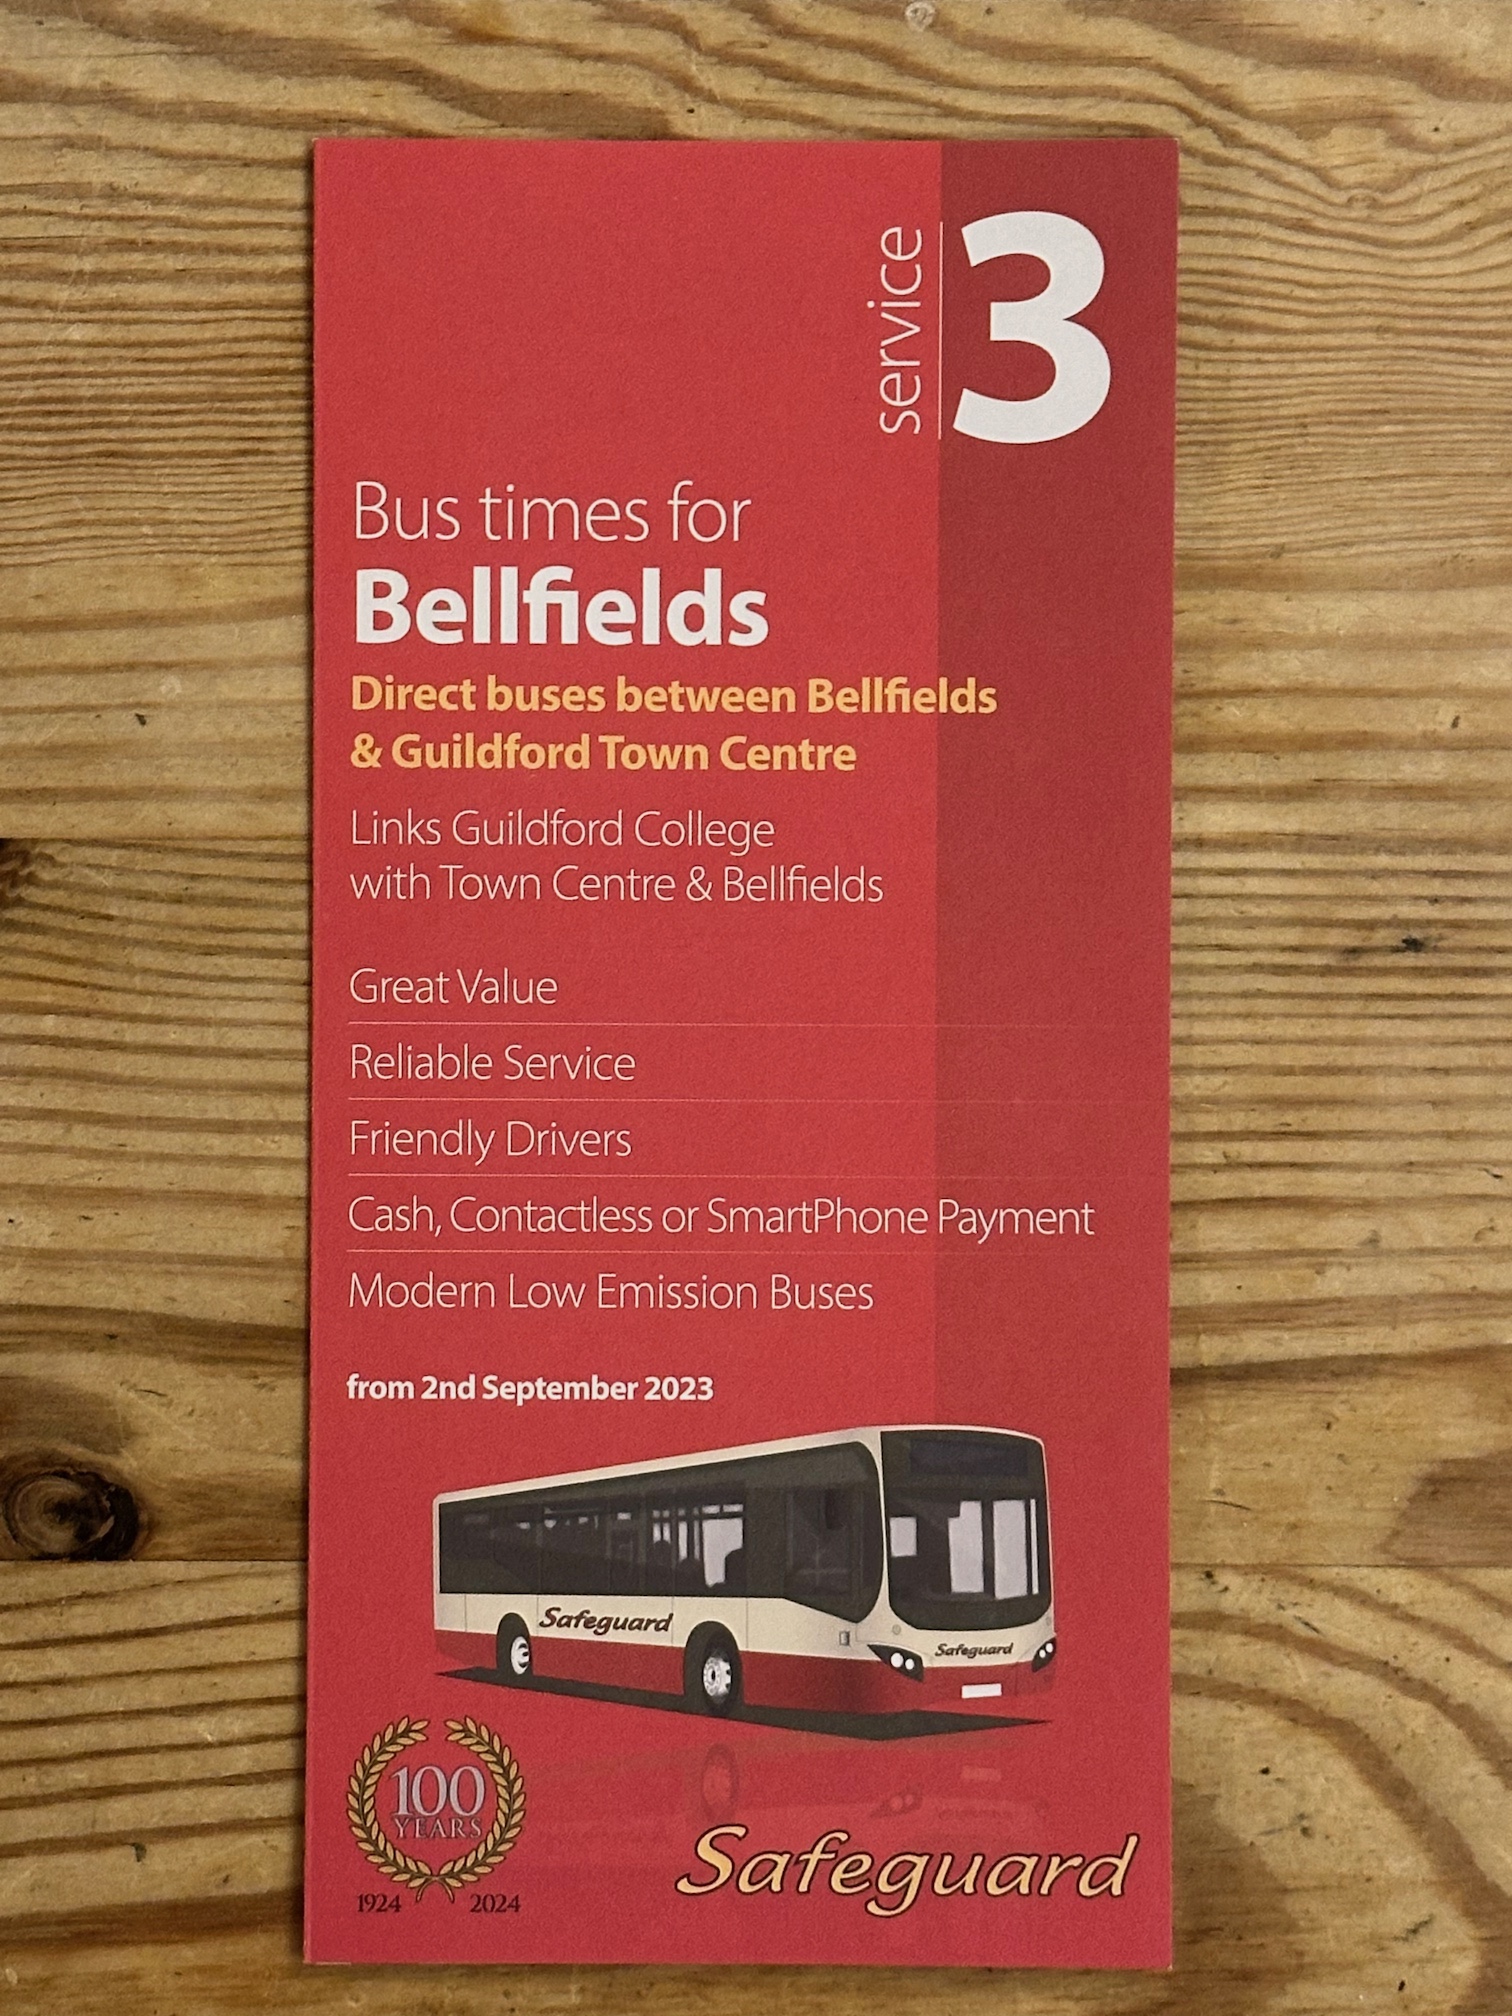 service
3
Bus times for
Bellfields
Direct buses between Bellfields
& Guildford Town Centre
Links Guildford College
with Town Centre & Bellfields
Great Value
Reliable Service
Friendly Drivers
Cash, Contactless or SmartPhone Payment
Modern Low Emission Buses
from 2nd September 2023
Safeguard
Safeguard
100
YEARS
1924 2024
Safeguard